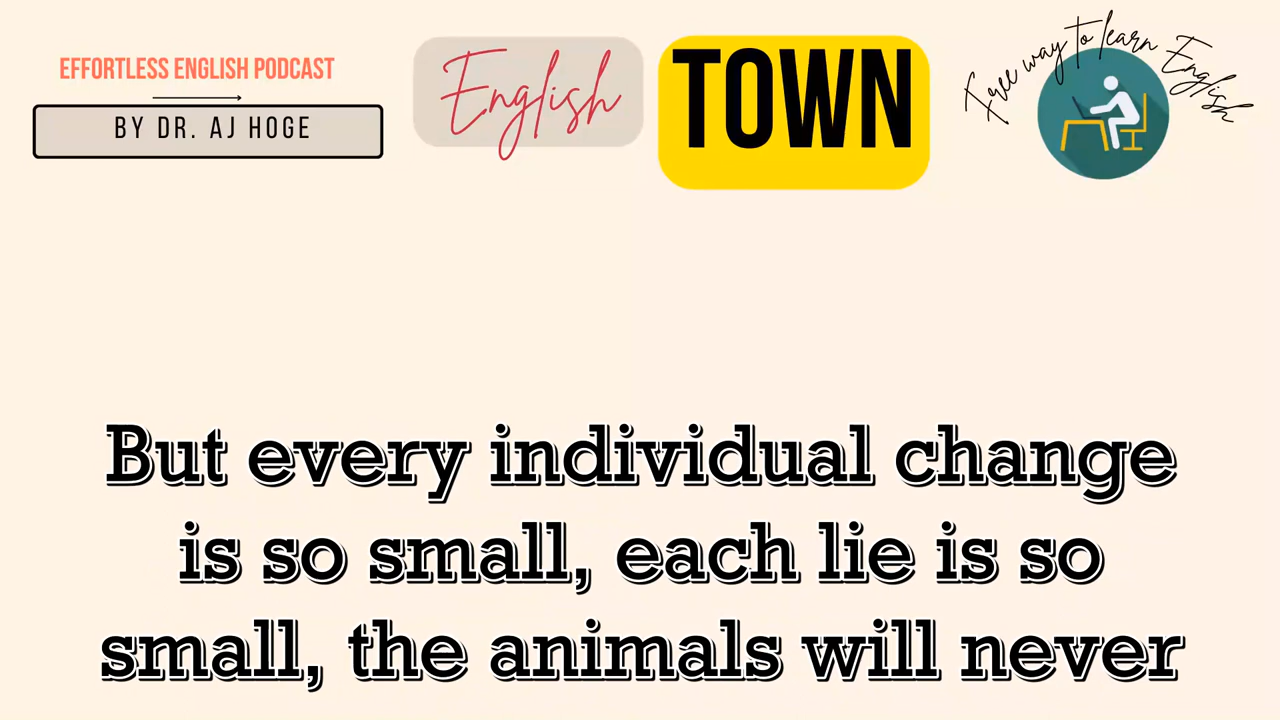 EFFORTLESS ENGLISH PODCAST
BY DR. AJ HOGE
English
TOWN
Free way to learn English
But every individual change
is so small, each lie is so
small, the animals will never